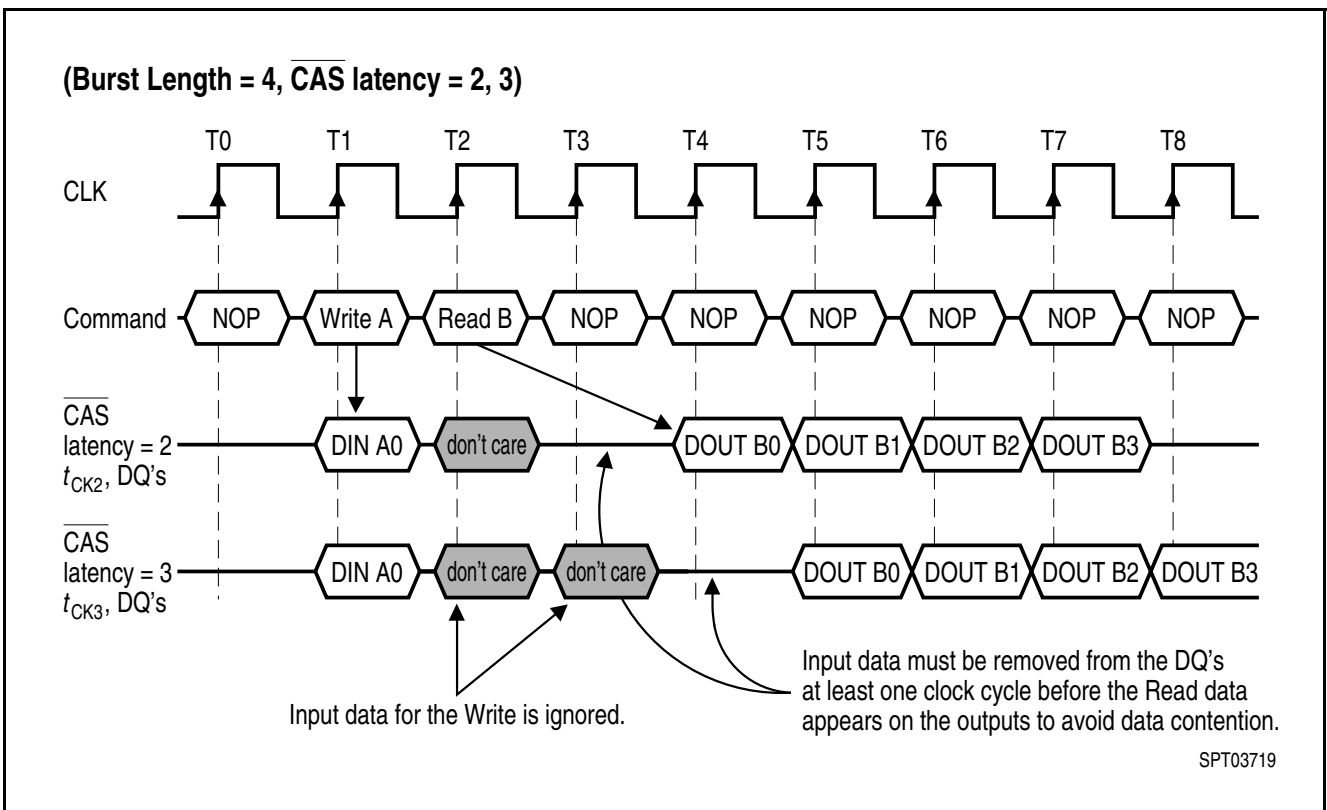 (Burst Length = 4, CAS latency = 2, 3)
T0 T1 T2 T3 T4 T5 T6 T7 T8
CLK
Command NOP Write A Read B NOP NOP NOP NOP NOP NOP
CAS
latency = 2
tCK2, DQ's
DIN A0 don't care DOUT B0 DOUT B1 DOUT B2 DOUT B3
CAS
latency = 3
tCK3, DQ's
DIN A0 don't care don't care DOUT B0 DOUT B1 DOUT B2 DOUT B3
Input data for the Write is ignored.
Input data must be removed from the DQ's
at least one clock cycle before the Read data
appears on the outputs to avoid data contention.
SPT03719